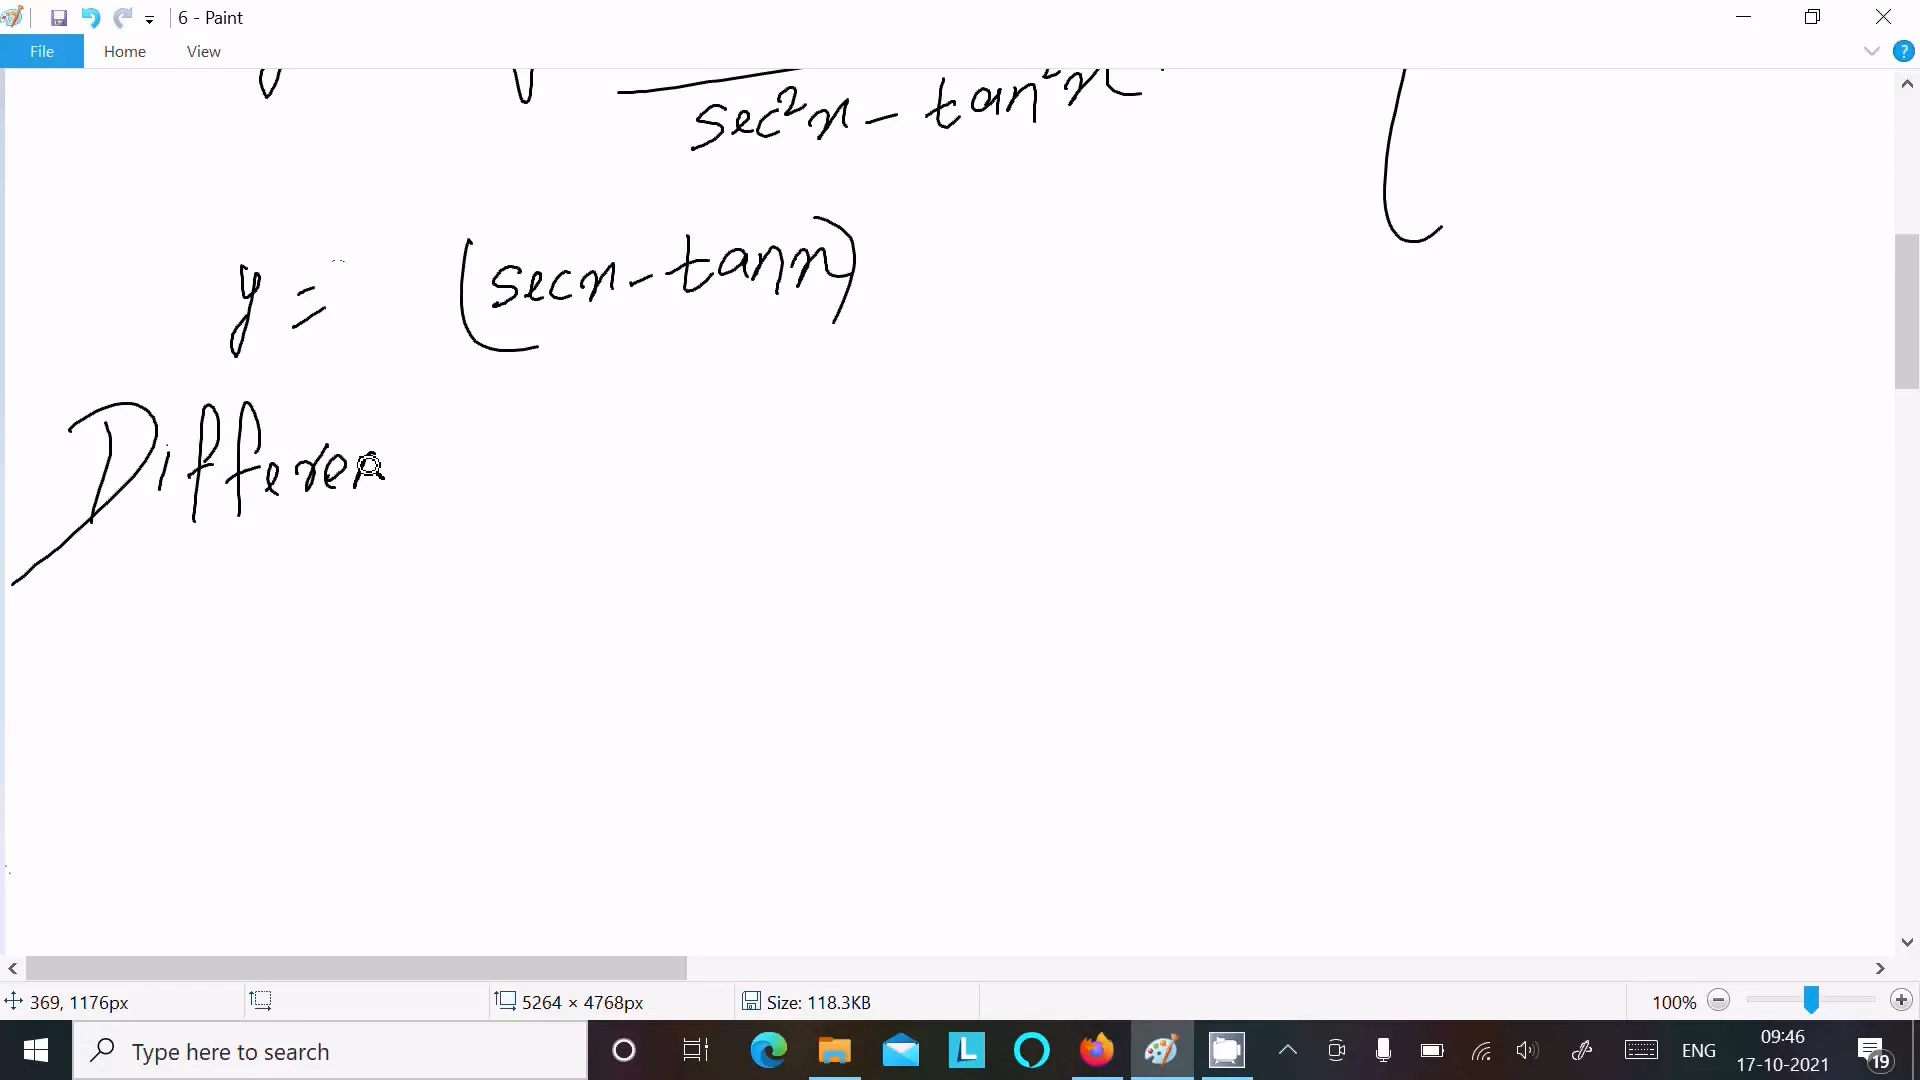 6 - Paint
File Home View
sec²x - tan²x
y = (secx - tanx)
Differen
369, 1176px 5264 × 4768px Size: 118.3KB 100%
Type here to search
L
ENG
09:46
17-10-2021
19